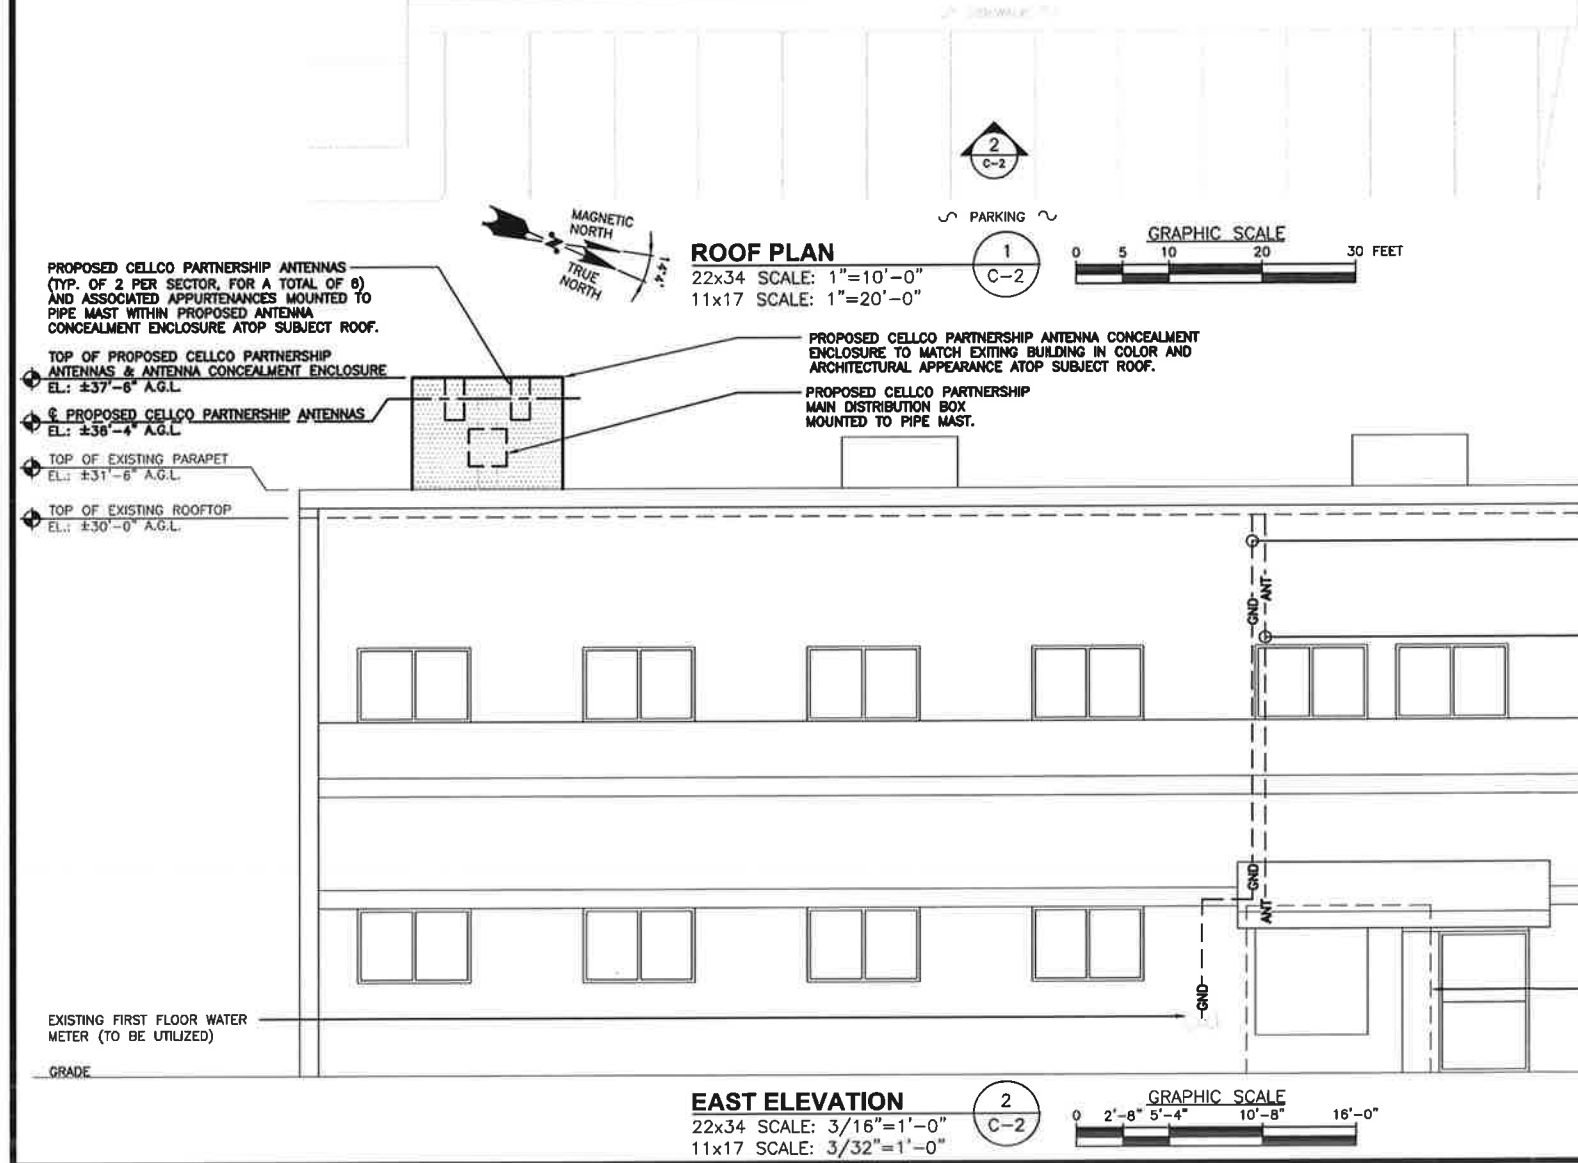 MAGNETIC
NORTH
N
TRUE
NORTH
2
C-2
PARKING
ROOF PLAN
22x34 SCALE: 1"=10'-0"
11x17 SCALE: 1"=20'-0"
1
C-2
GRAPHIC SCALE
0 5 10 20 30 FEET
PROPOSED CELLCO PARTNERSHIP ANTENNAS
(TYP. OF 2 PER SECTOR, FOR A TOTAL OF 6)
AND ASSOCIATED APPURTENANCES MOUNTED TO
PIPE MAST WITHIN PROPOSED ANTENNA
CONCEALMENT ENCLOSURE ATOP SUBJECT ROOF.
TOP OF PROPOSED CELLCO PARTNERSHIP
ANTENNAS & ANTENNA CONCEALMENT ENCLOSURE
EL.: ±37'-6" A.G.L.
℄ PROPOSED CELLCO PARTNERSHIP ANTENNAS
EL.: ±36'-4" A.G.L.
TOP OF EXISTING PARAPET
EL.: ±31'-6" A.G.L.
TOP OF EXISTING ROOFTOP
EL.: ±30'-0" A.G.L.
PROPOSED CELLCO PARTNERSHIP ANTENNA CONCEALMENT
ENCLOSURE TO MATCH EXITING BUILDING IN COLOR AND
ARCHITECTURAL APPEARANCE ATOP SUBJECT ROOF.
PROPOSED CELLCO PARTNERSHIP
MAIN DISTRIBUTION BOX
MOUNTED TO PIPE MAST.
GND
ANT
GND
ANT
GND
EXISTING FIRST FLOOR WATER
METER (TO BE UTILIZED)
GRADE
EAST ELEVATION
22x34 SCALE: 3/16"=1'-0"
11x17 SCALE: 3/32"=1'-0"
2
C-2
GRAPHIC SCALE
0 2'-8" 5'-4" 10'-8" 16'-0"